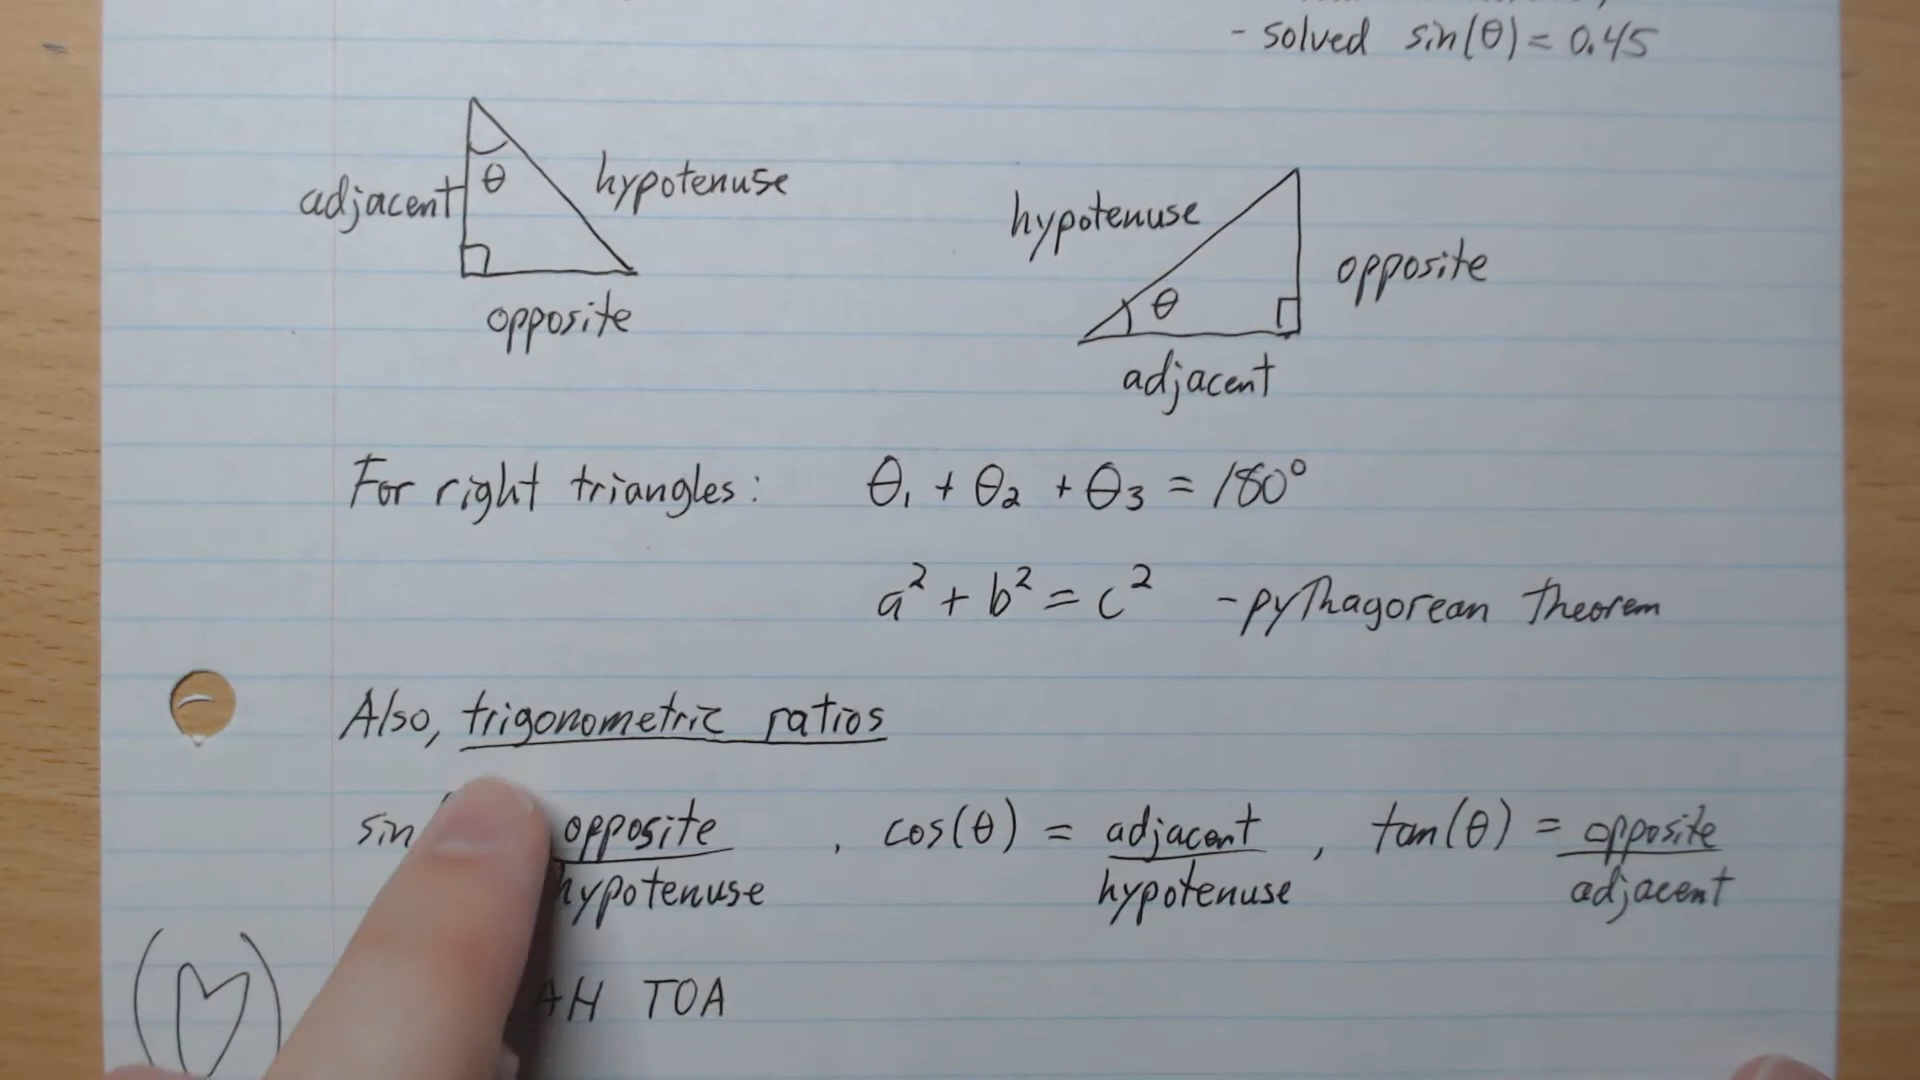 - solved sin(θ) = 0.45
adjacent
θ
hypotenuse
opposite
hypotenuse
θ
opposite
adjacent
For right triangles: θ₁ + θ₂ + θ₃ = 180°
a² + b² = c² - pythagorean theorem
Also, trigonometric ratios
sin opposite/hypotenuse , cos(θ) = adjacent/hypotenuse , tan(θ) = opposite/adjacent
AH TOA